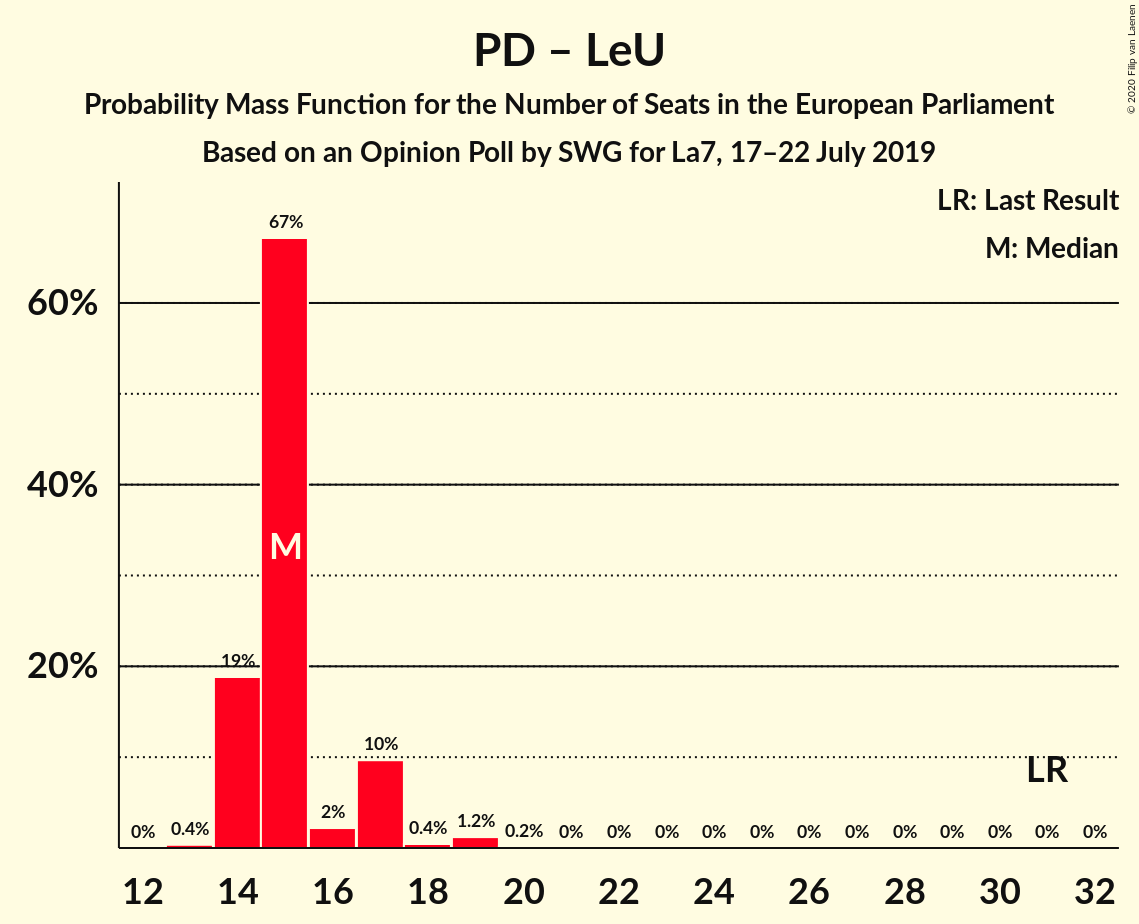 PD – LeU
Probability Mass Function for the Number of Seats in the European Parliament
Based on an Opinion Poll by SWG for La7, 17–22 July 2019
© 2020 Filip van Laenen
LR: Last Result
M: Median
67%
60%
40%
M
20%
19%
10%
LR
0% 0.4% 2% 0.4% 1.2% 0.2% 0% 0% 0% 0% 0% 0% 0% 0% 0% 0% 0% 0%
12 14 16 18 20 22 24 26 28 30 32